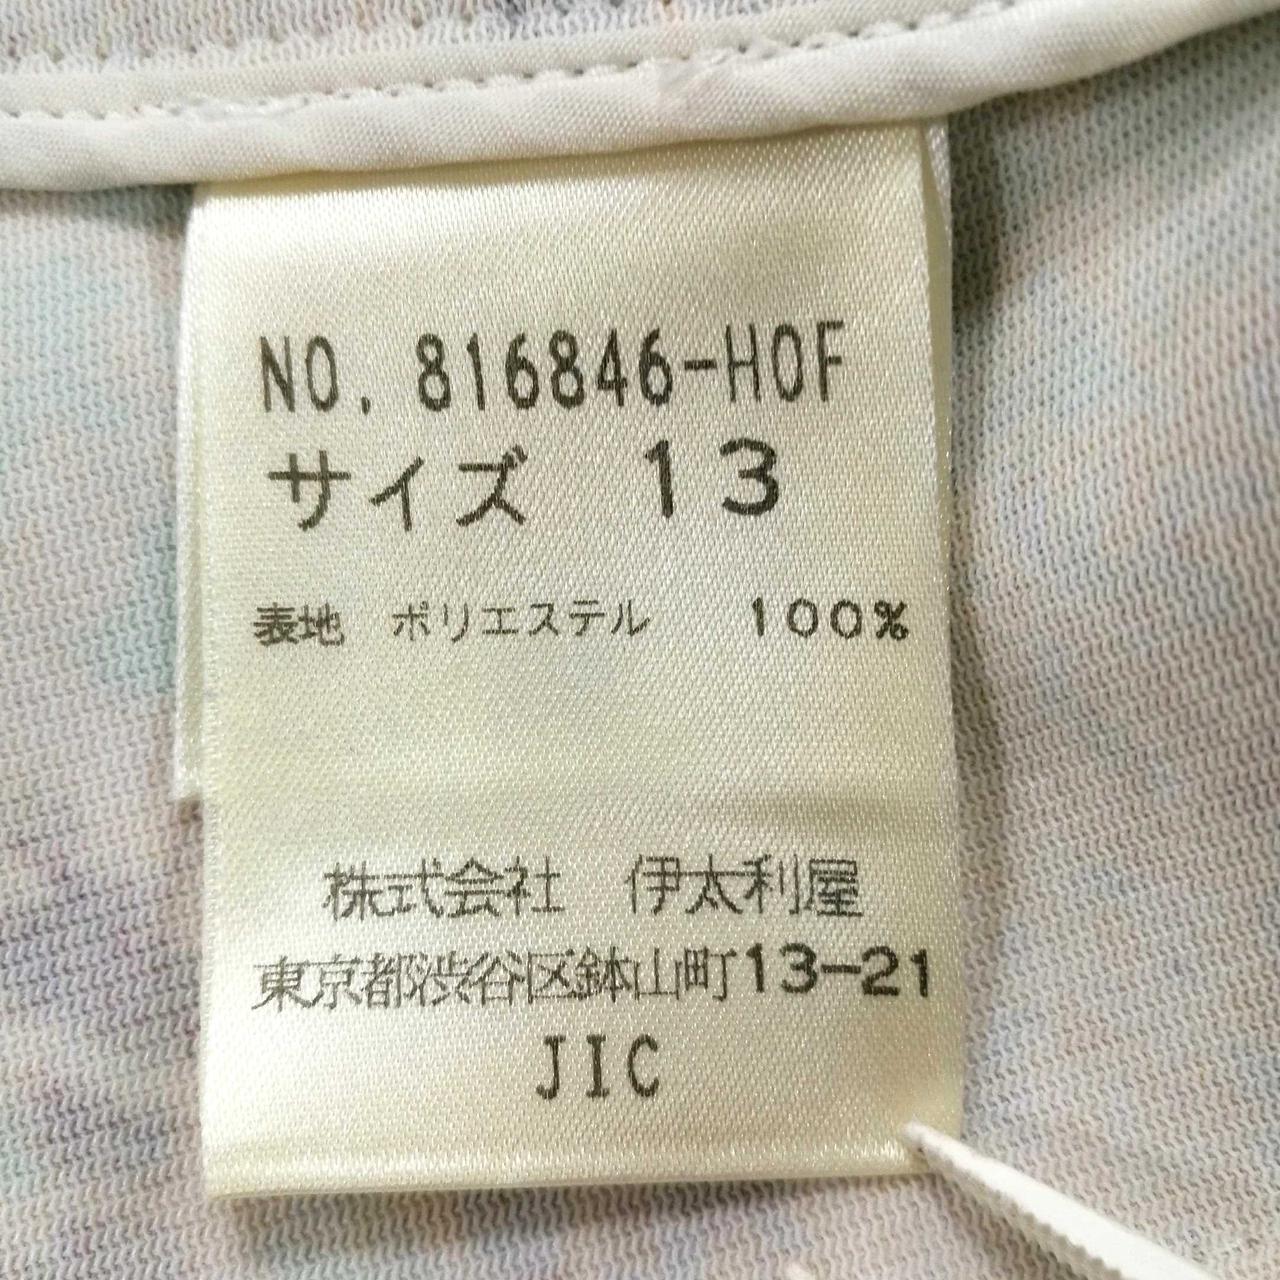 NO. 816846-HOF
サイズ 13
表地 ポリエステル 100%
株式会社 伊太利屋
東京都渋谷区鉢山町13-21
JIC